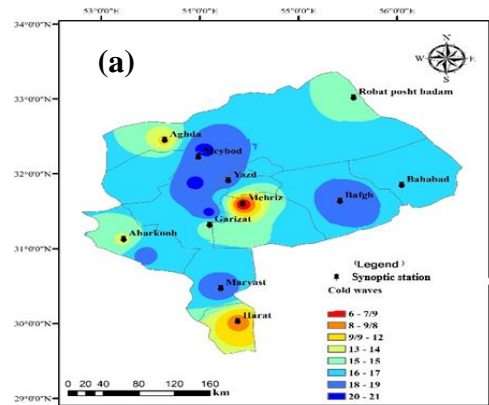 53°0'0"E 54°0'0"E 55°0'0"E 56°0'0"E
34°0'0"N
(a)
N
W E
S
33°0'0"N
Robat posht badam
Aghda
Meybod
32°0'0"N
Yazd
Bahabad
Mehriz
Bafgh
Garizat
Abarkooh
31°0'0"N
Marvast
Harat
30°0'0"N
29°0'0"N
(Legend)
Synoptic station
Cold waves
6 - 7/9
8 - 9/8
9/9 - 12
13 - 14
15 - 15
16 - 17
18 - 19
20 - 21
0 20 40 80 120 160
km